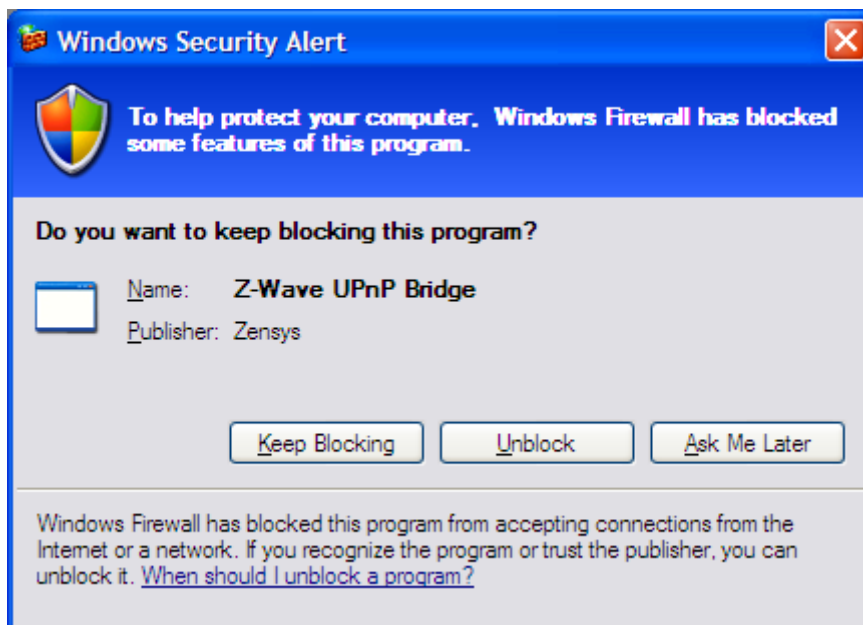 Windows Security Alert
To help protect your computer, Windows Firewall has blocked
some features of this program.
Do you want to keep blocking this program?
Name: Z-Wave UPnP Bridge
Publisher: Zensys
Keep Blocking Unblock Ask Me Later
Windows Firewall has blocked this program from accepting connections from the
Internet or a network. If you recognize the program or trust the publisher, you can
unblock it. When should I unblock a program?